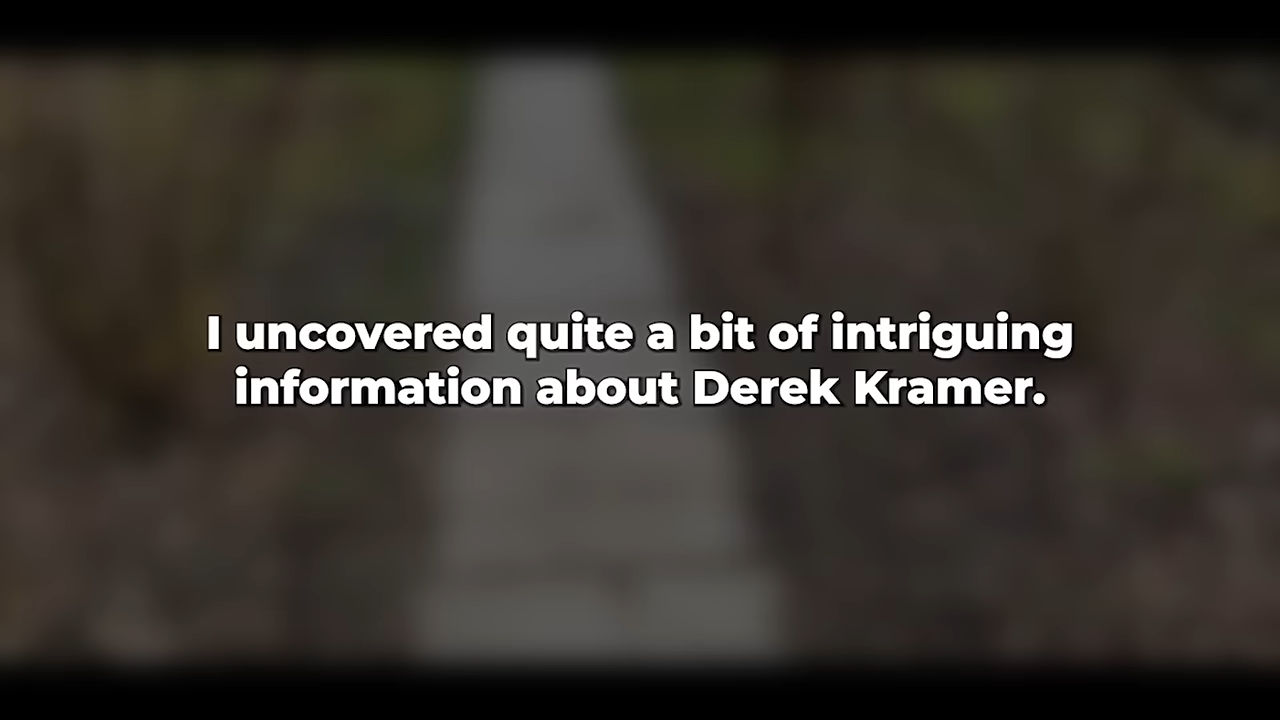 I uncovered quite a bit of intriguing
information about Derek Kramer.